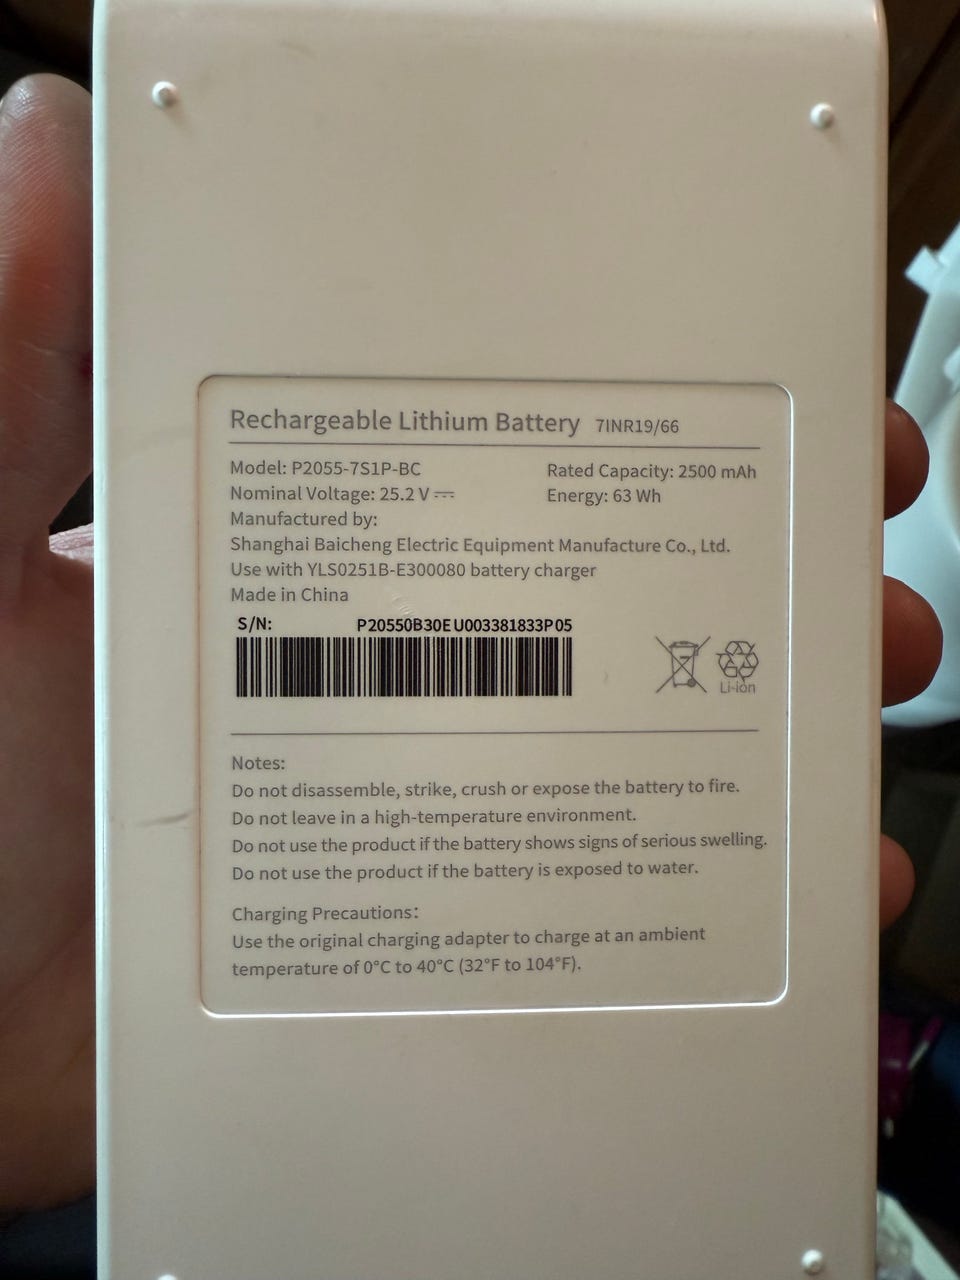 Rechargeable Lithium Battery 7INR19/66
Model: P2055-7S1P-BC Rated Capacity: 2500 mAh
Nominal Voltage: 25.2 V ⎓ Energy: 63 Wh
Manufactured by:
Shanghai Baicheng Electric Equipment Manufacture Co., Ltd.
Use with YLS0251B-E300080 battery charger
Made in China
S/N: P20550B30EU003381833P05
Li-ion
Notes:
Do not disassemble, strike, crush or expose the battery to fire.
Do not leave in a high-temperature environment.
Do not use the product if the battery shows signs of serious swelling.
Do not use the product if the battery is exposed to water.
Charging Precautions:
Use the original charging adapter to charge at an ambient
temperature of 0°C to 40°C (32°F to 104°F).